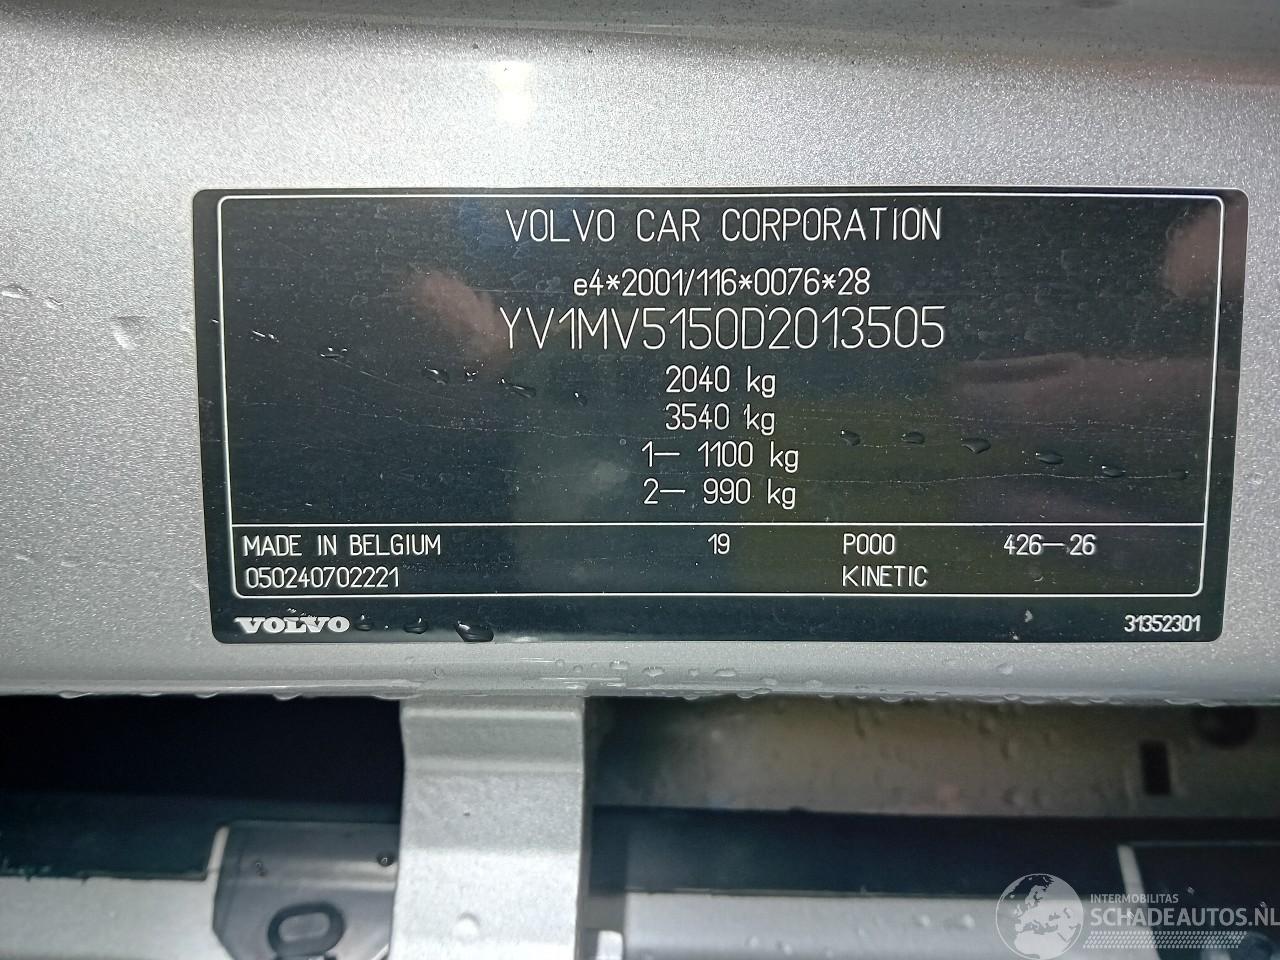 VOLVO CAR CORPORATION
e4*2001/116*0076*28
YV1MV5150D2013505
2040 kg
3540 kg
1– 1100 kg
2– 990 kg
MADE IN BELGIUM 19 P000 426–26
050240702221 KINETIC
VOLVO 31352301
INTERMOBILITAS
SCHADEAUTOS.NL